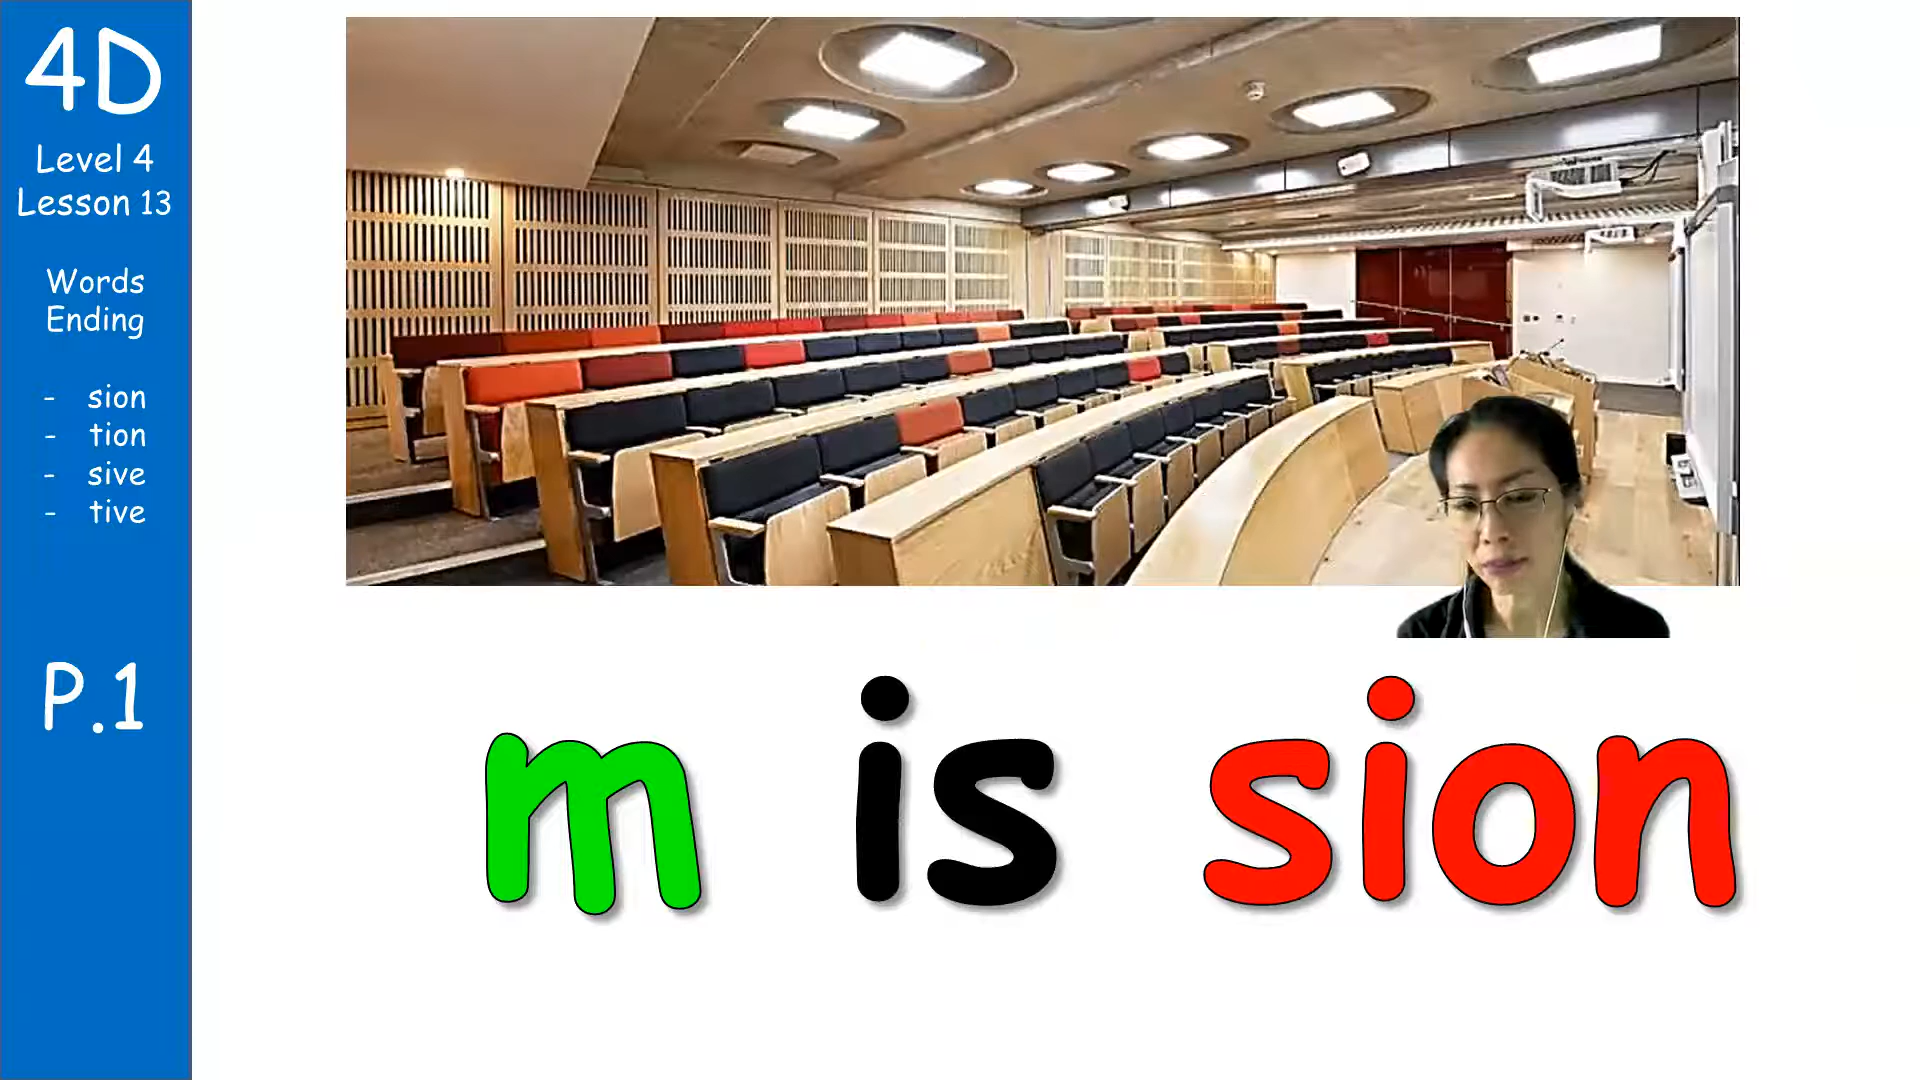 4D
Level 4
Lesson 13
Words
Ending
- sion
- tion
- sive
- tive
P.1
m is sion